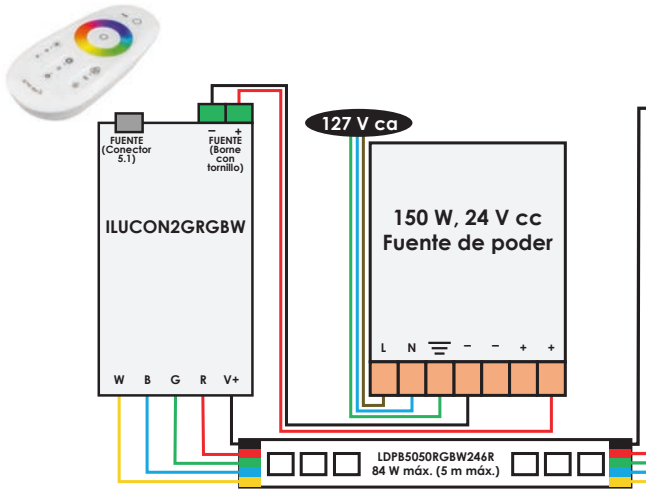 127 V ca
− +
FUENTE
(Conector
5.1)
FUENTE
(Borne
con
tornillo)
ILUCON2GRGBW
150 W, 24 V cc
Fuente de poder
L N − − + +
W B G R V+
LDPB5050RGBW246R
84 W máx. (5 m máx.)